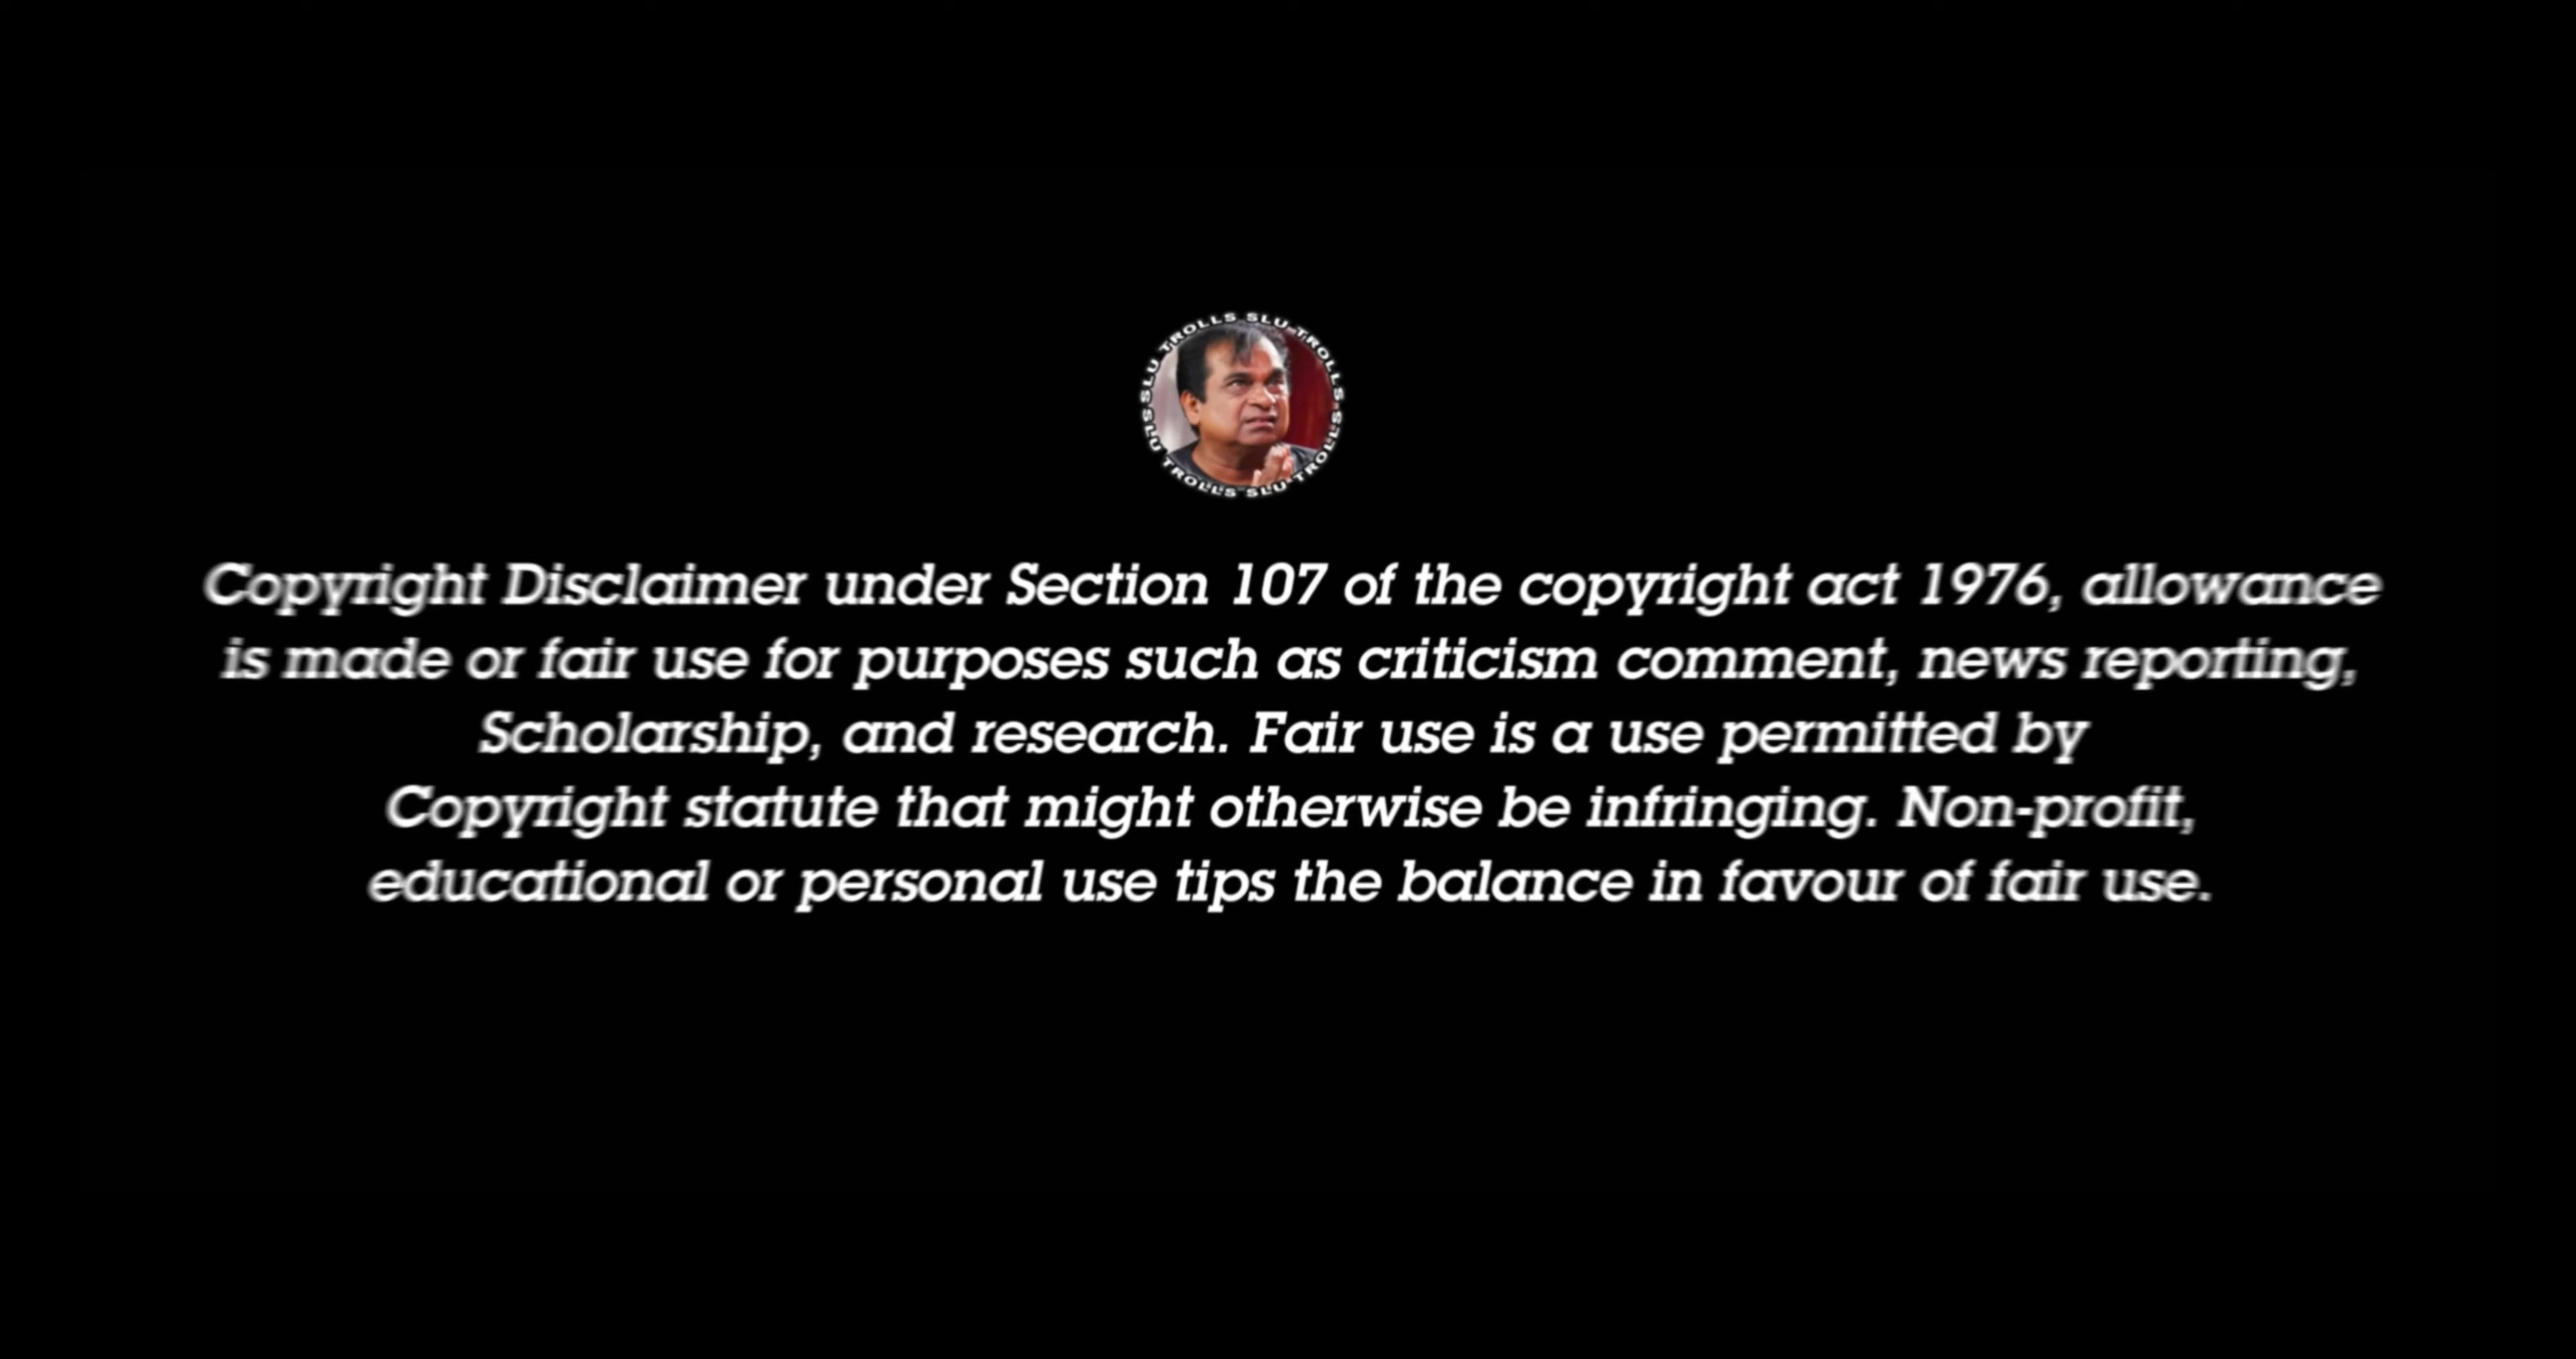 SLU TROLLS SLU TROLLS SLU TROLLS SLU TROLLS
Copyright Disclaimer under Section 107 of the copyright act 1976, allowance
is made or fair use for purposes such as criticism comment, news reporting,
Scholarship, and research. Fair use is a use permitted by
Copyright statute that might otherwise be infringing. Non-profit,
educational or personal use tips the balance in favour of fair use.